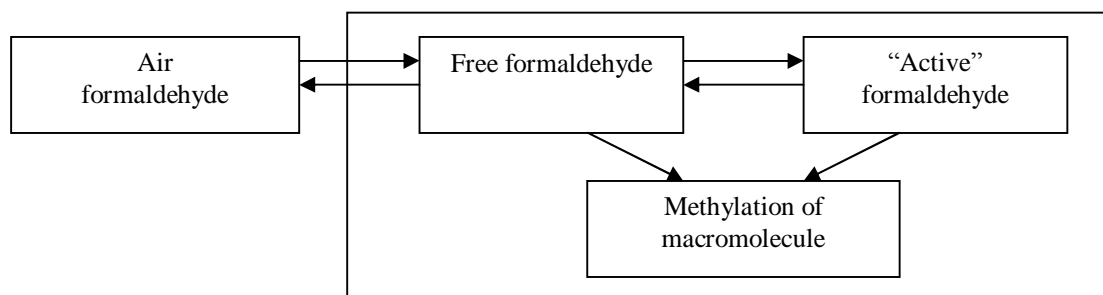 Air
formaldehyde
Free formaldehyde
“Active”
formaldehyde
Methylation of
macromolecule